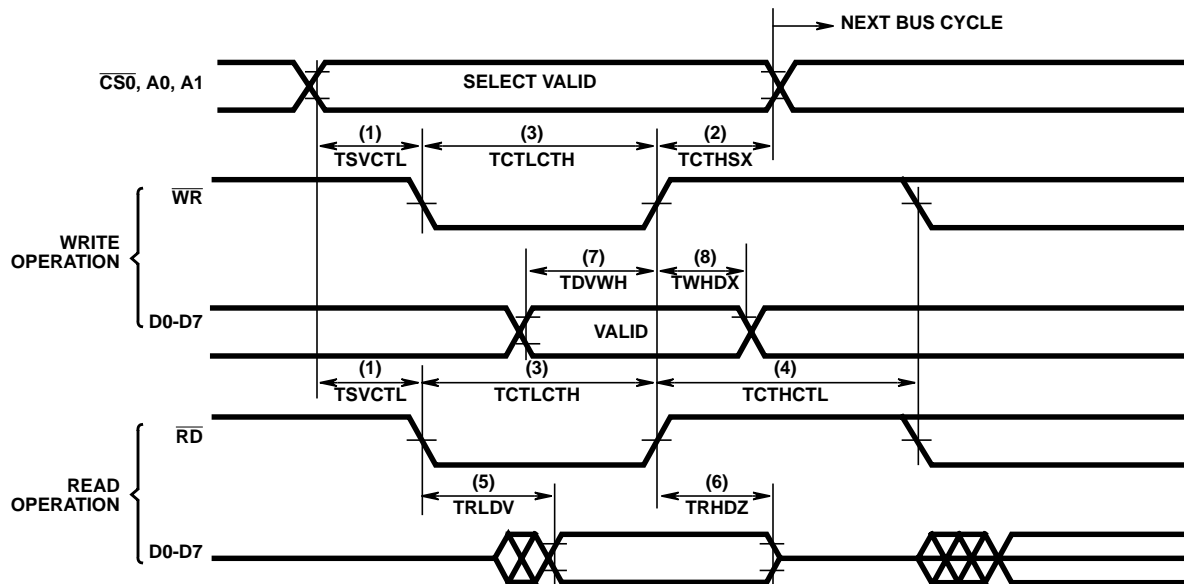 NEXT BUS CYCLE
CS0, A0, A1
SELECT VALID
(1)
(3)
(2)
TSVCTL
TCTLCTH
TCTHSX
WR
WRITE
OPERATION
(7)
(8)
TDVWH
TWHDX
D0-D7
VALID
(1)
(3)
(4)
TSVCTL
TCTLCTH
TCTHCTL
RD
READ
OPERATION
(5)
(6)
TRLDV
TRHDZ
D0-D7